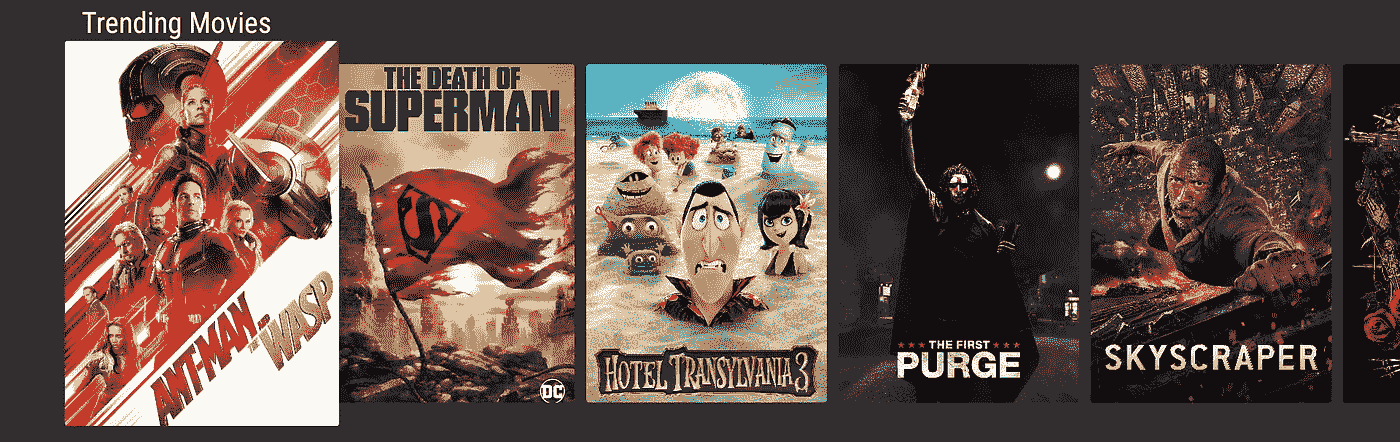 Trending Movies
ANT-MAN
AND
THE
WASP
THE DEATH OF
SUPERMAN
DC
HOTEL TRANSYLVANIA 3
THE FIRST
PURGE
SKYSCRAPER